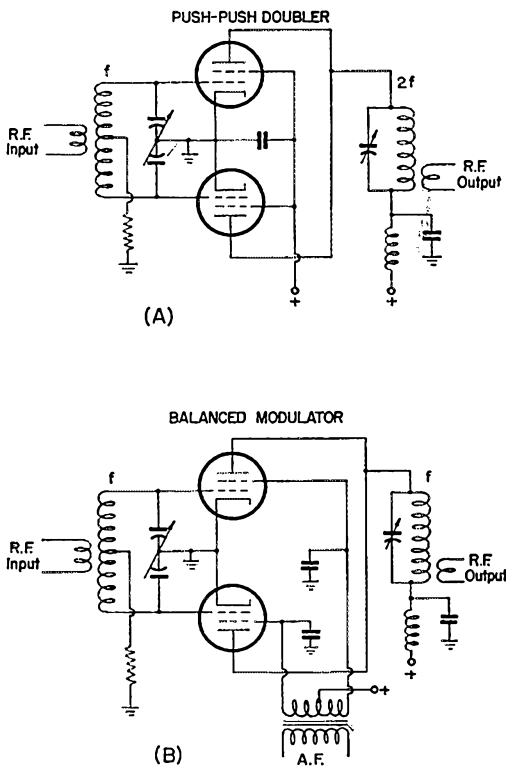 PUSH-PUSH DOUBLER
f
2f
R.F.
Input
R.F.
Output
+
+
(A)
BALANCED MODULATOR
f
f
R.F.
Input
R.F.
Output
+
+
(B)
A.F.